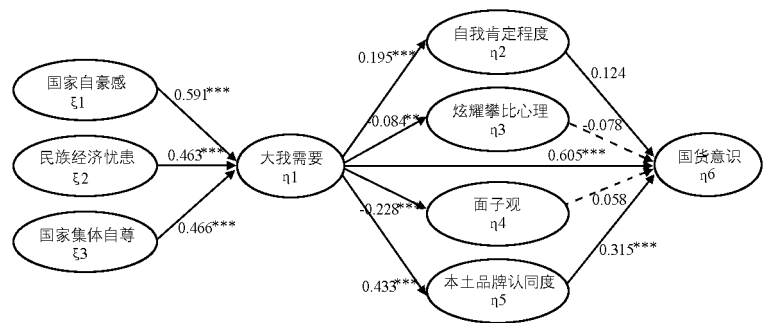 自我肯定程度
η2
0.195***
0.124
国家自豪感
ξ1
0.591***
炫耀攀比心理
η3
-0.084**
-0.078
民族经济忧患
ξ2
0.463***
大我需要
η1
0.605***
国货意识
η6
国家集体自尊
ξ3
0.466***
-0.228***
面子观
η4
0.058
0.433***
本土品牌认同度
η5
0.315***